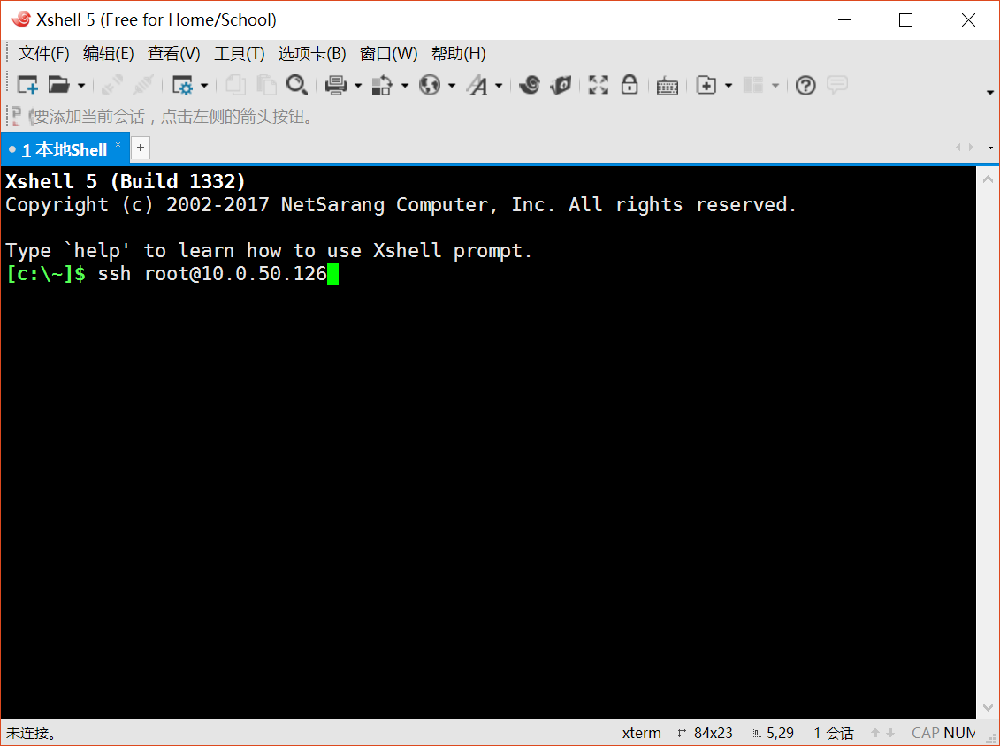 Xshell 5 (Free for Home/School)
文件(F) 编辑(E) 查看(V) 工具(T) 选项卡(B) 窗口(W) 帮助(H)
要添加当前会话，点击左侧的箭头按钮。
1 本地Shell × +
Xshell 5 (Build 1332)
Copyright (c) 2002-2017 NetSarang Computer, Inc. All rights reserved.
Type `help' to learn how to use Xshell prompt.
[c:\~]$ ssh root@10.0.50.126
未连接。 xterm 84x23 5,29 1 会话 CAP NUM